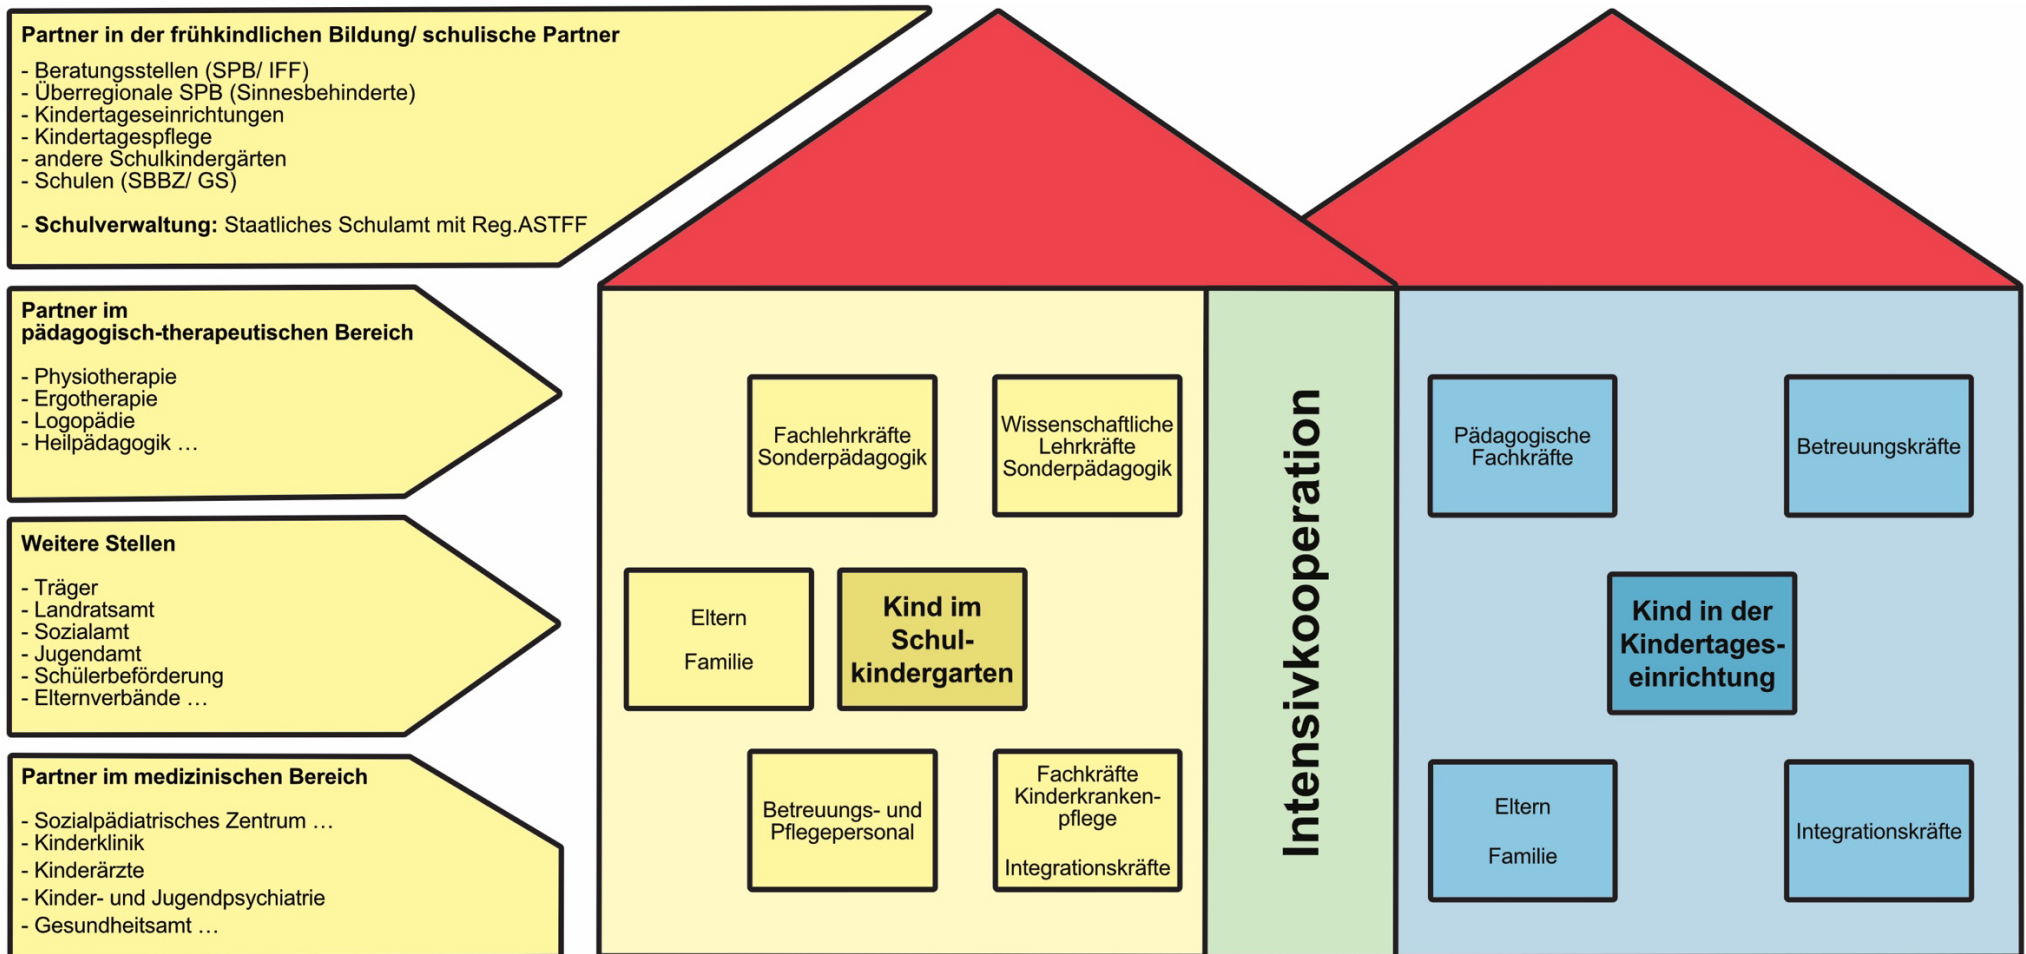 Partner in der frühkindlichen Bildung/ schulische Partner
- Beratungsstellen (SPB/ IFF)
- Überregionale SPB (Sinnesbehinderte)
- Kindertageseinrichtungen
- Kindertagespflege
- andere Schulkindergärten
- Schulen (SBBZ/ GS)
- Schulverwaltung: Staatliches Schulamt mit Reg.ASTFF
Partner im
pädagogisch-therapeutischen Bereich
- Physiotherapie
- Ergotherapie
- Logopädie
- Heilpädagogik …
Weitere Stellen
- Träger
- Landratsamt
- Sozialamt
- Jugendamt
- Schülerbeförderung
- Elternverbände …
Partner im medizinischen Bereich
- Sozialpädiatrisches Zentrum …
- Kinderklinik
- Kinderärzte
- Kinder- und Jugendpsychiatrie
- Gesundheitsamt …
Fachlehrkräfte
Sonderpädagogik
Wissenschaftliche
Lehrkräfte
Sonderpädagogik
Eltern
Familie
Kind im
Schul-
kindergarten
Betreuungs- und
Pflegepersonal
Fachkräfte
Kinderkranken-
pflege
Integrationskräfte
Intensivkooperation
Pädagogische
Fachkräfte
Betreuungskräfte
Kind in der
Kindertages-
einrichtung
Eltern
Familie
Integrationskräfte